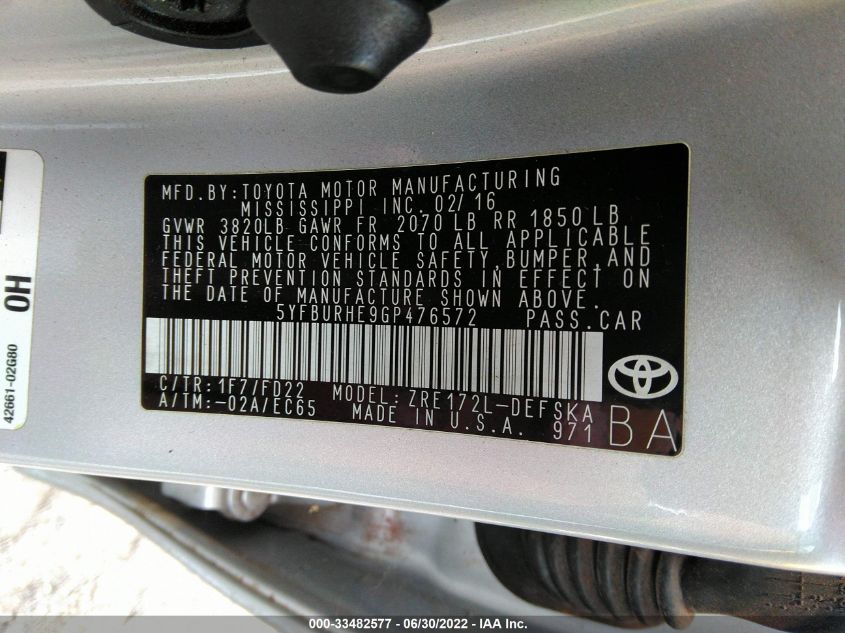 MFD.BY:TOYOTA MOTOR MANUFACTURING
MISSISSIPPI INC. 02/16
GVWR 3820LB GAWR FR 2070LB RR 1850LB
THIS VEHICLE CONFORMS TO ALL APPLICABLE
FEDERAL MOTOR VEHICLE SAFETY,BUMPER,AND
THEFT PREVENTION STANDARDS IN EFFECT ON
THE DATE OF MANUFACTURE SHOWN ABOVE.
5YFBURHE9GP476572 PASS.CAR
C/TR:1F7/FD22 MODEL:ZRE172L-DEFSKA
A/TM:-02A/EC65 MADE IN U.S.A. 971
BA
0H
42661-02G80
000-33482577 - 06/30/2022 - IAA Inc.